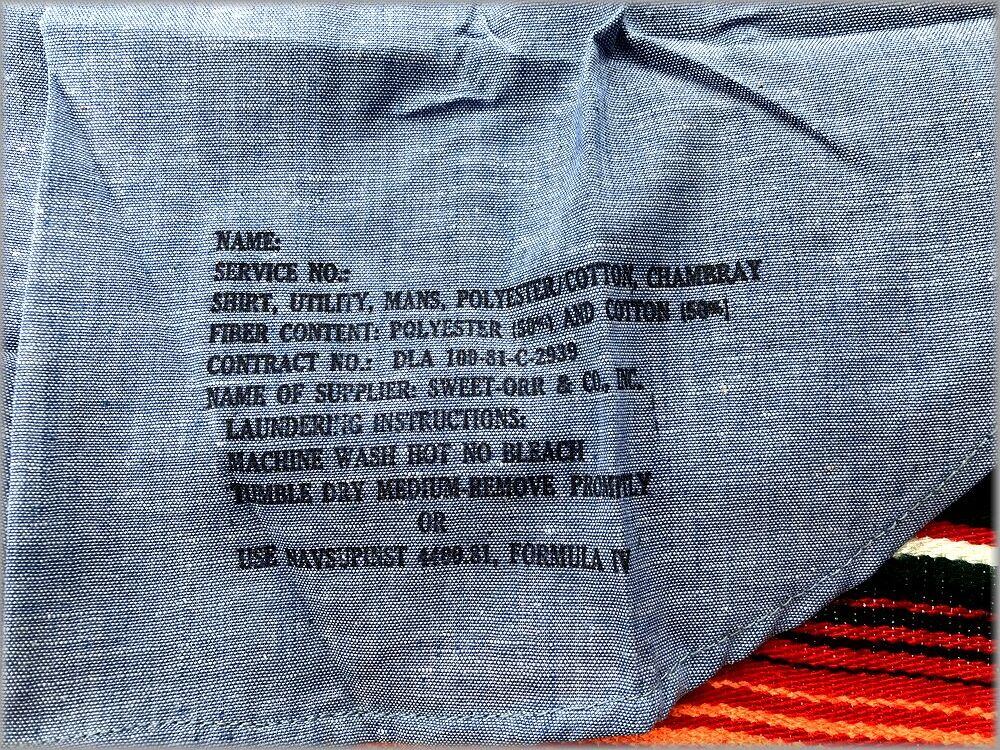 NAME:
SERVICE NO.:
SHIRT, UTILITY, MANS, POLYESTER/COTTON, CHAMBRAY
FIBER CONTENT: POLYESTER (50%) AND COTTON (50%)
CONTRACT NO.: DLA 100-81-C-2939
NAME OF SUPPLIER: SWEET-ORR & CO., INC.
LAUNDERING INSTRUCTIONS:
MACHINE WASH HOT NO BLEACH
TUMBLE DRY MEDIUM-REMOVE PROMPTLY
OR
USE NAVSUPINST 4400.81, FORMULA IV